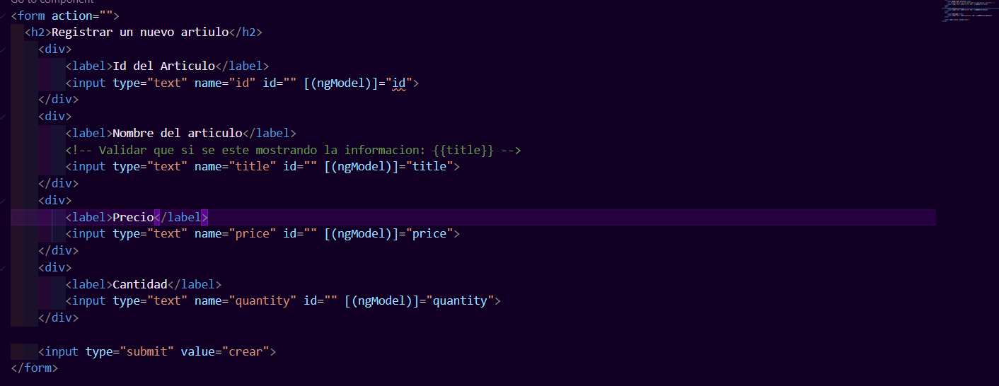 Go to component
<form action="">
<h2>Registrar un nuevo artiulo</h2>
<div>
<label>Id del Articulo</label>
<input type="text" name="id" id="" [(ngModel)]="id">
</div>
<div>
<label>Nombre del articulo</label>
<!-- Validar que si se este mostrando la informacion: {{title}} -->
<input type="text" name="title" id="" [(ngModel)]="title">
</div>
<div>
<label>Precio</label>
<input type="text" name="price" id="" [(ngModel)]="price">
</div>
<div>
<label>Cantidad</label>
<input type="text" name="quantity" id="" [(ngModel)]="quantity">
</div>
<input type="submit" value="crear">
</form>